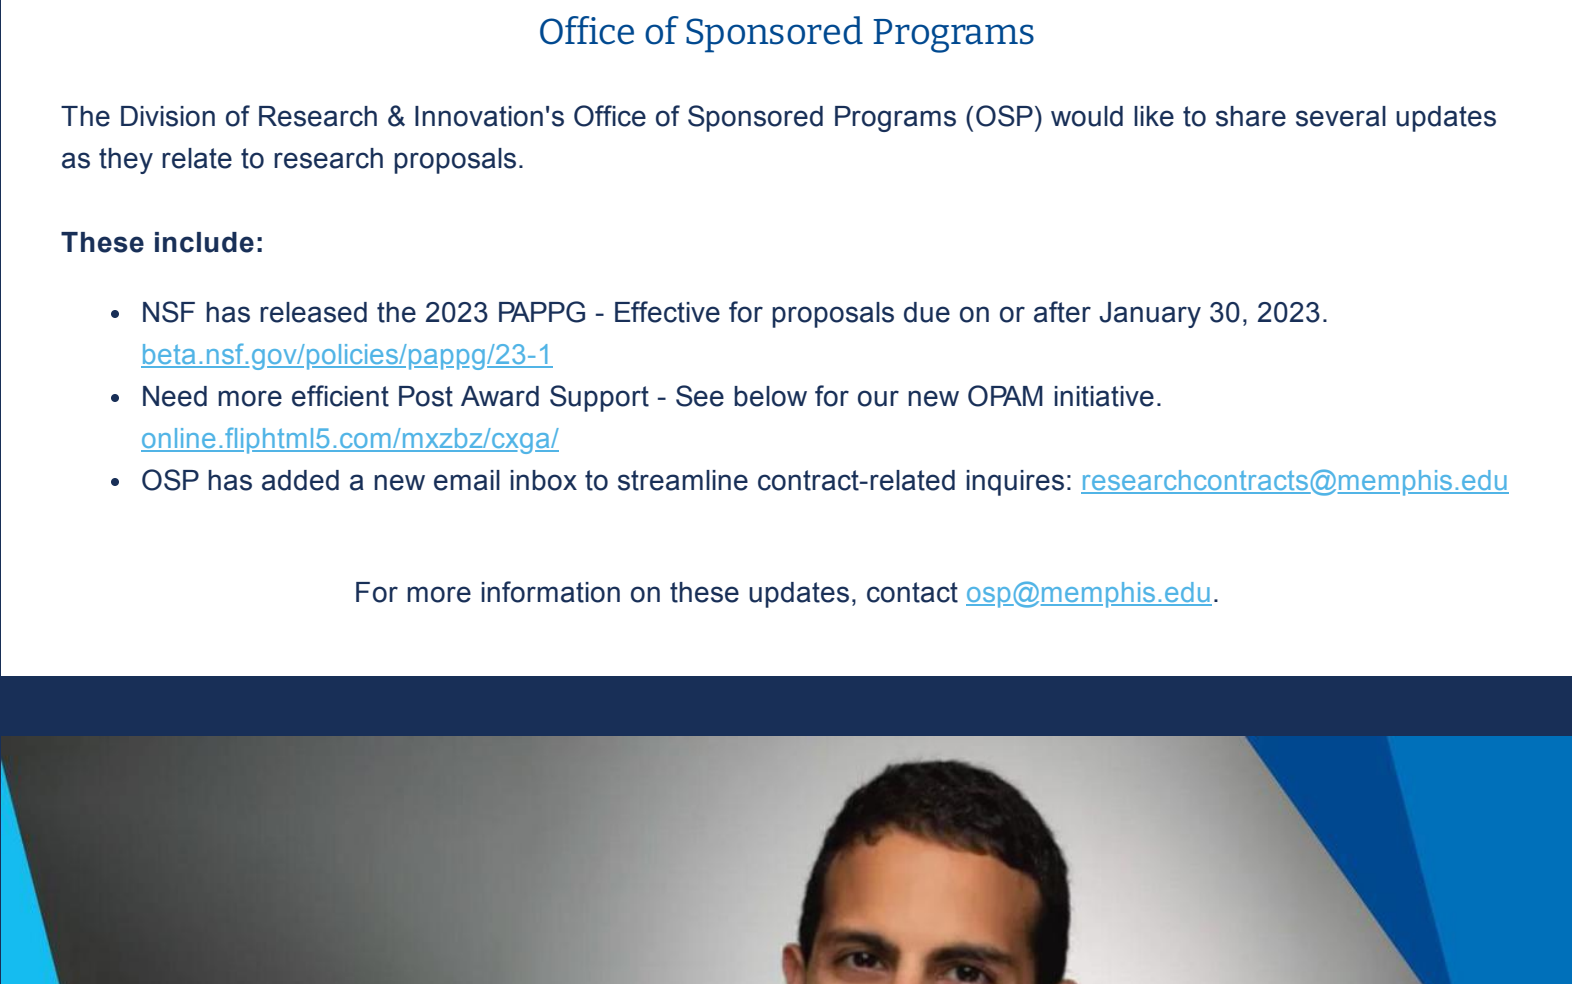 Office of Sponsored Programs
The Division of Research & Innovation's Office of Sponsored Programs (OSP) would like to share several updates
as they relate to research proposals.
These include:
• NSF has released the 2023 PAPPG - Effective for proposals due on or after January 30, 2023.
beta.nsf.gov/policies/pappg/23-1
• Need more efficient Post Award Support - See below for our new OPAM initiative.
online.fliphtml5.com/mxzbz/cxga/
• OSP has added a new email inbox to streamline contract-related inquires: researchcontracts@memphis.edu
For more information on these updates, contact osp@memphis.edu.